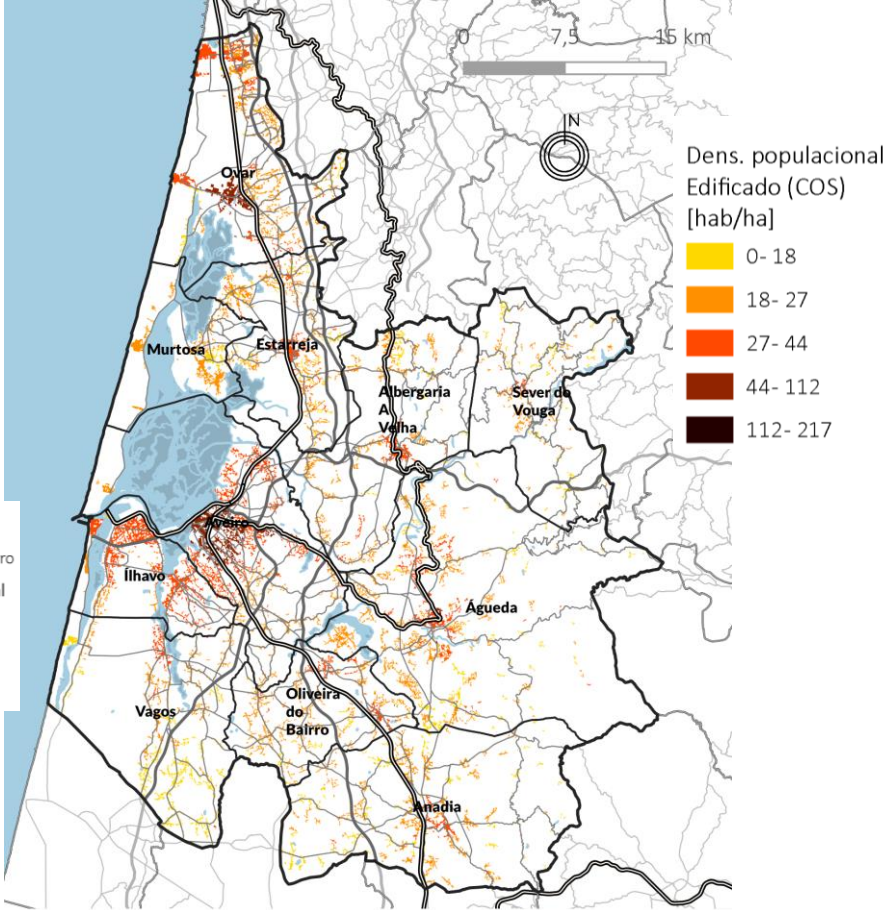 0 7,5 15 km
N
Dens. populacional
Edificado (COS)
[hab/ha]
0- 18
18- 27
27- 44
44- 112
112- 217
Ovar
Murtosa
Estarreja
Albergaria
A
Velha
Sever do
Vouga
Aveiro
ro
Ílhavo
Águeda
Vagos
Oliveira
do
Bairro
Anadia